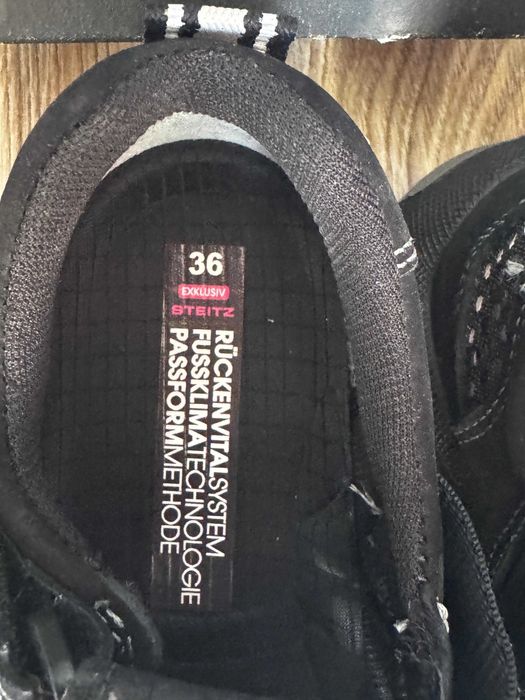 36
EXKLUSIV
STEITZ
RÜCKENVITALSYSTEM
FUSSKLIMATECHNOLOGIE
PASSFORMMETHODE